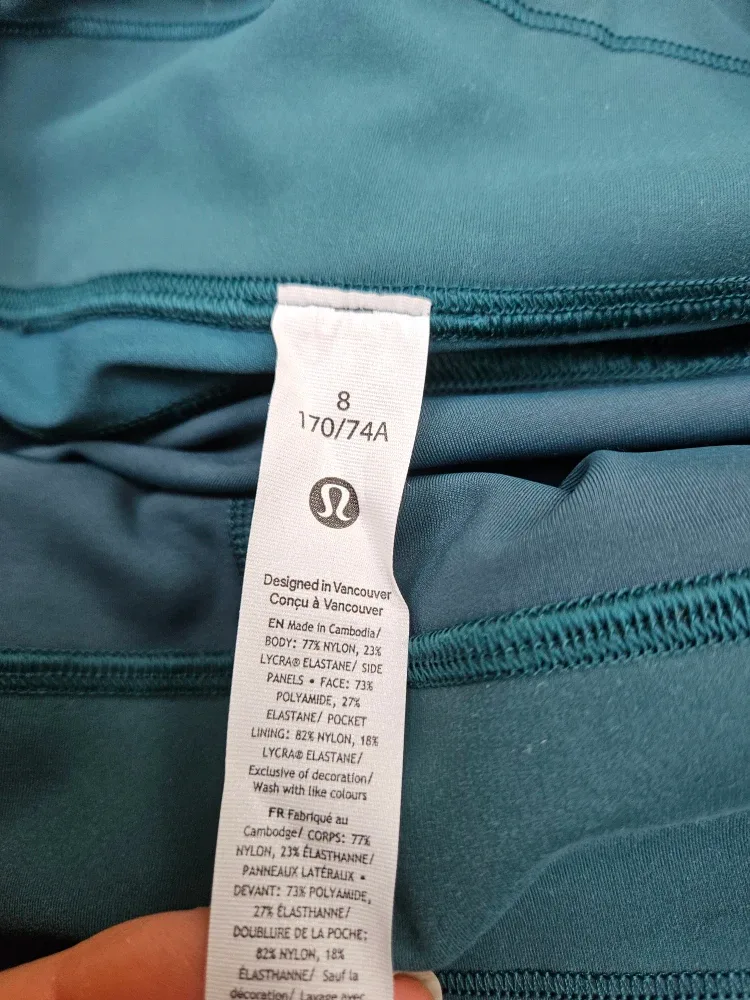 8
170/74A
Designed in Vancouver
Conçu à Vancouver
EN Made in Cambodia/
BODY: 77% NYLON, 23%
LYCRA® ELASTANE/ SIDE
PANELS • FACE: 73%
POLYAMIDE, 27%
ELASTANE/ POCKET
LINING: 82% NYLON, 18%
LYCRA® ELASTANE/
Exclusive of decoration/
Wash with like colours
FR Fabriqué au
Cambodge/ CORPS: 77%
NYLON, 23% ÉLASTHANNE/
PANNEAUX LATÉRAUX •
DEVANT: 73% POLYAMIDE,
27% ÉLASTHANNE/
DOUBLURE DE LA POCHE:
82% NYLON, 18%
ÉLASTHANNE/ Sauf la
décoration/ Lavage avec